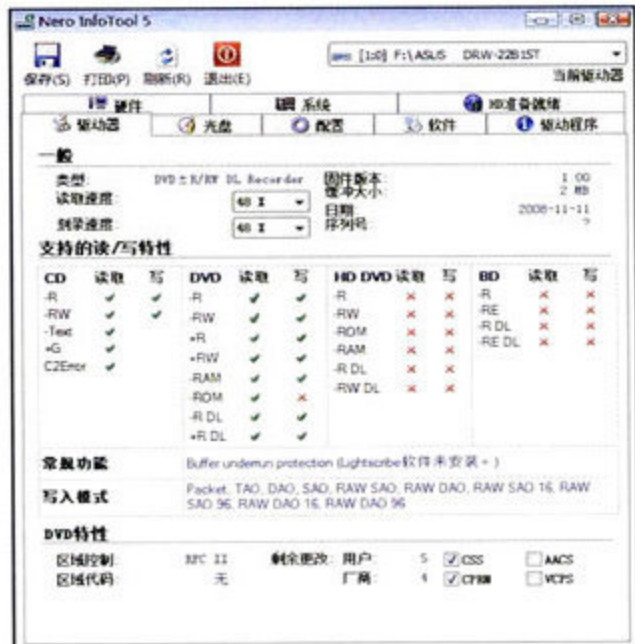 Nero InfoTool 5
[1:0] F:\ASUS DRW-22B1ST
保存(S) 打印(P) 刷新(R) 退出(E) 当前驱动器
硬件 系统 HD准备就绪
驱动器 光盘 配置 软件 驱动程序
一般
类型: DVD±R/RW DL Recorder 固件版本: 1.00
读取速度: 48 X 缓冲大小: 2 MB
日期: 2008-11-11
刻录速度: 48 X 序列号: ?
支持的读/写特性
CD 读取 写 DVD 读取 写 HD DVD 读取 写 BD 读取 写
-R ✓ ✓ -R ✓ ✓ -R × × -R × ×
-RW ✓ ✓ -RW ✓ ✓ -RW × × -RE × ×
-Text ✓ +R ✓ ✓ -ROM × × -R DL × ×
+G ✓ +RW ✓ ✓ -RAM × × -RE DL × ×
C2Error ✓ -RAM ✓ ✓ -R DL × ×
-ROM ✓ × -RW DL × ×
-R DL ✓ ✓
+R DL ✓ ✓
常规功能 Buffer underrun protection (Lightscribe软件未安装。)
写入模式 Packet, TAO, DAO, SAO, RAW SAO, RAW DAO, RAW SAO 16, RAW
SAO 96, RAW DAO 16, RAW DAO 96
DVD特性
区域控制: RPC II 剩余更改: 用户: 5 CSS AACS
区域代码: 无 厂商: 4 CPRM VCPS